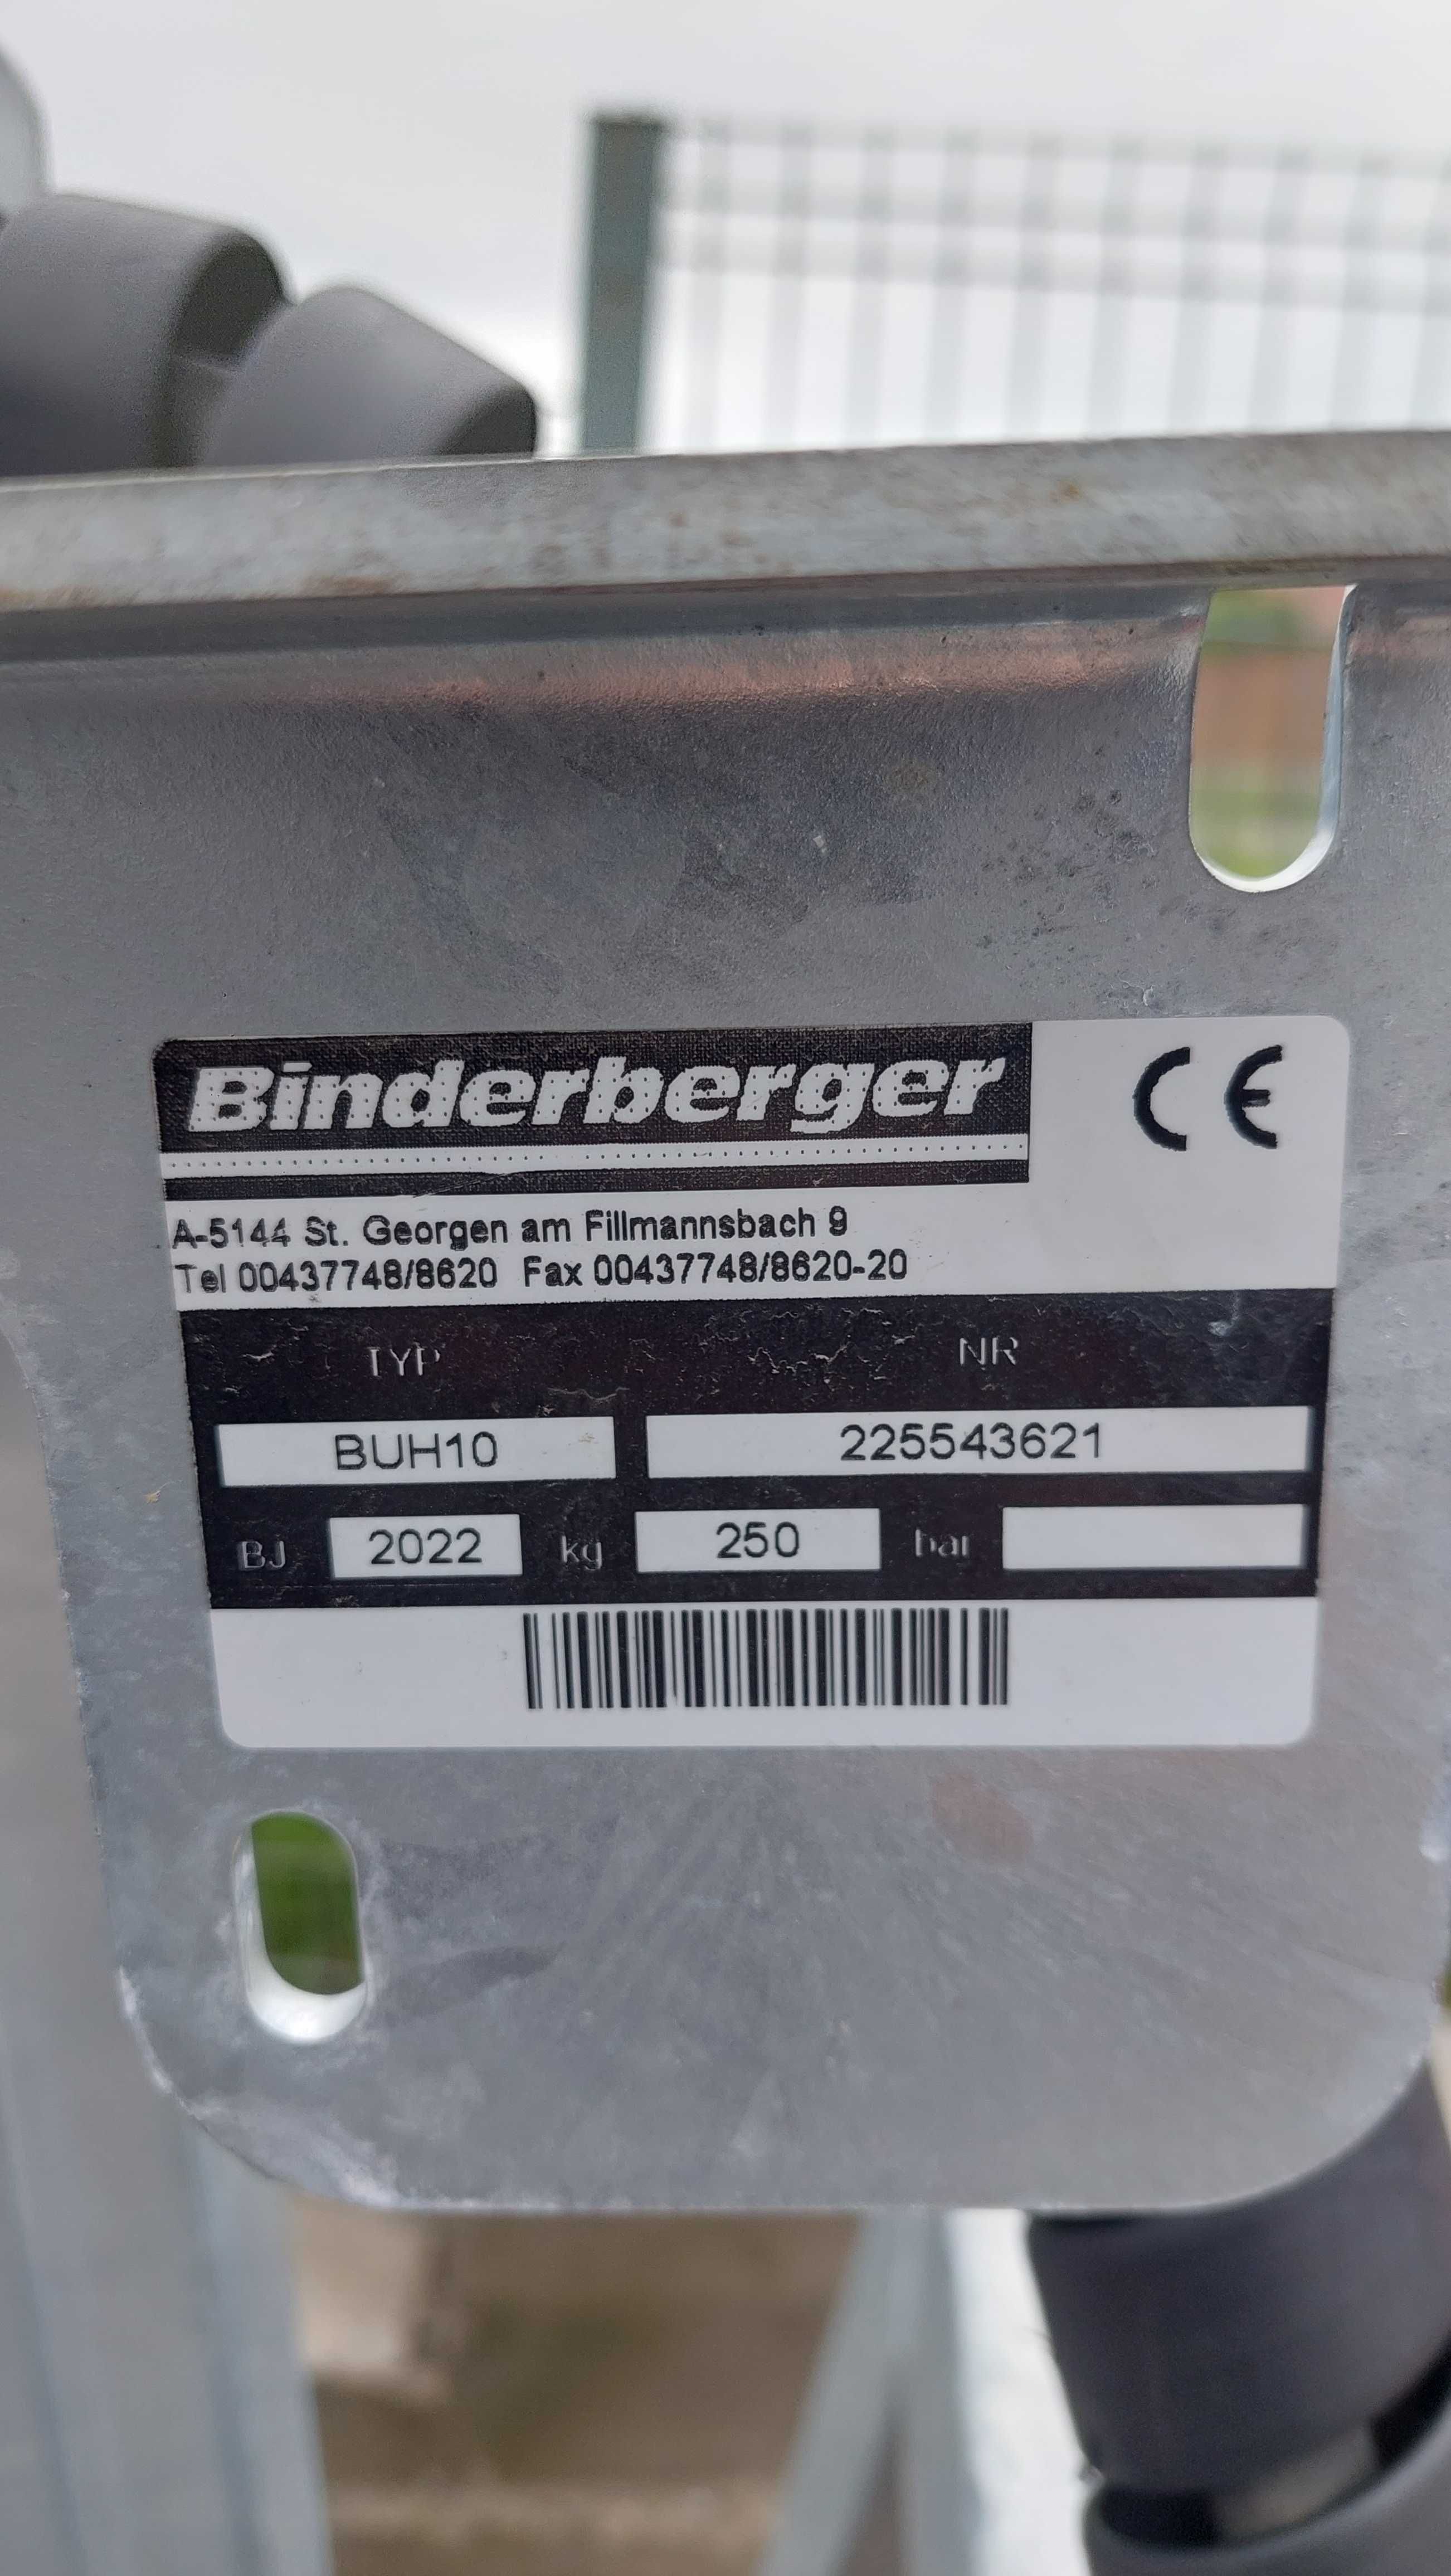 Binderberger CE
A-5144 St. Georgen am Fillmannsbach 9
Tel 00437748/8620 Fax 00437748/8620-20
TYP NR
BUH10 225543621
BJ 2022 kg 250 bar